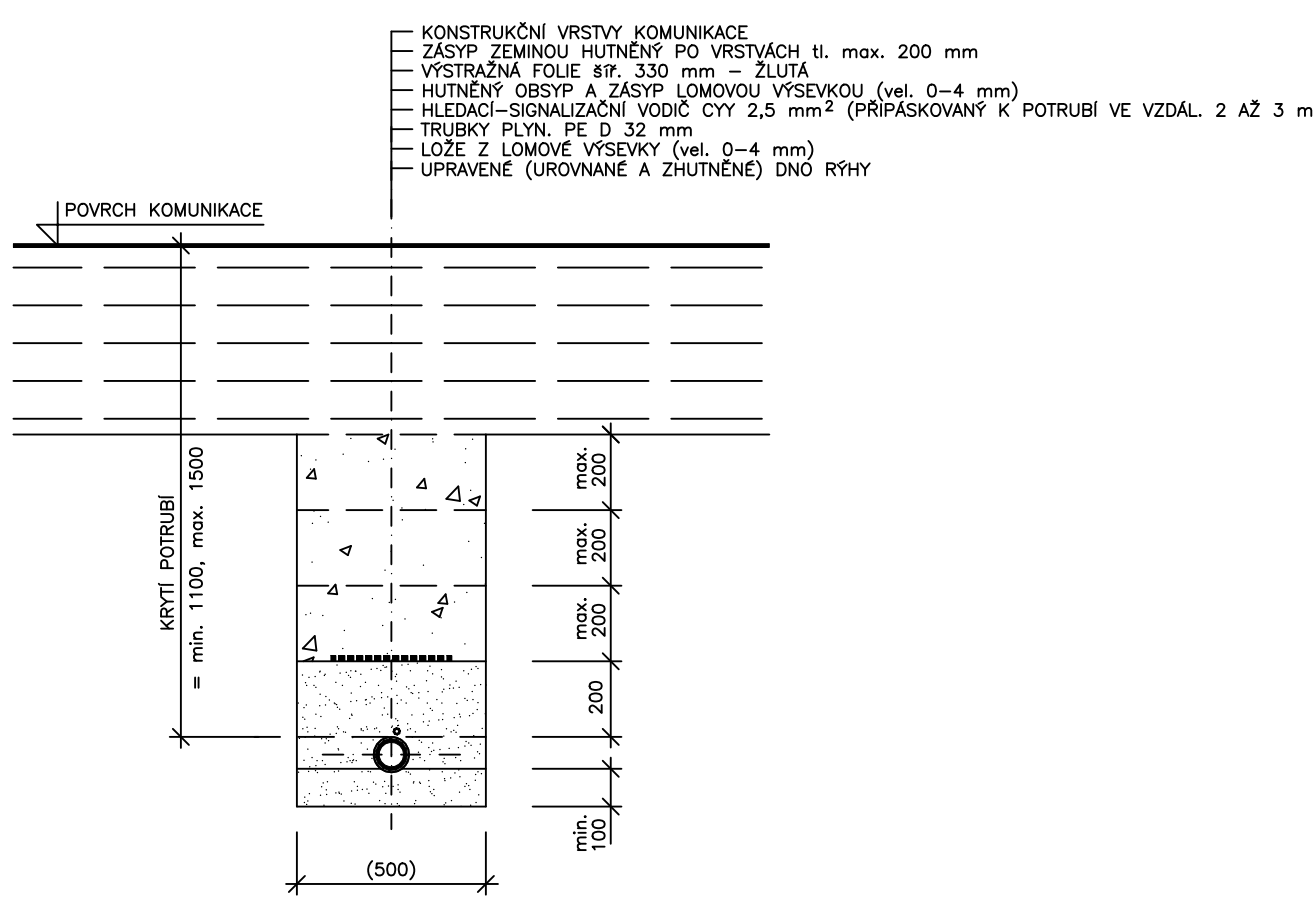 KONSTRUKČNÍ VRSTVY KOMUNIKACE
ZÁSYP ZEMINOU HUTNĚNÝ PO VRSTVÁCH tl. max. 200 mm
VÝSTRAŽNÁ FOLIE šíř. 330 mm – ŽLUTÁ
HUTNĚNÝ OBSYP A ZÁSYP LOMOVOU VÝSEVKOU (vel. 0–4 mm)
HLEDACÍ–SIGNALIZAČNÍ VODIČ CYY 2,5 mm² (PŘIPÁSKOVANÝ K POTRUBÍ VE VZDÁL. 2 AŽ 3 m
TRUBKY PLYN. PE D 32 mm
LOŽE Z LOMOVÉ VÝSEVKY (vel. 0–4 mm)
UPRAVENÉ (UROVNANÉ A ZHUTNĚNÉ) DNO RÝHY
POVRCH KOMUNIKACE
KRYTÍ POTRUBÍ
= min. 1100, max. 1500
max.
200
max.
200
max.
200
200
min.
100
(500)